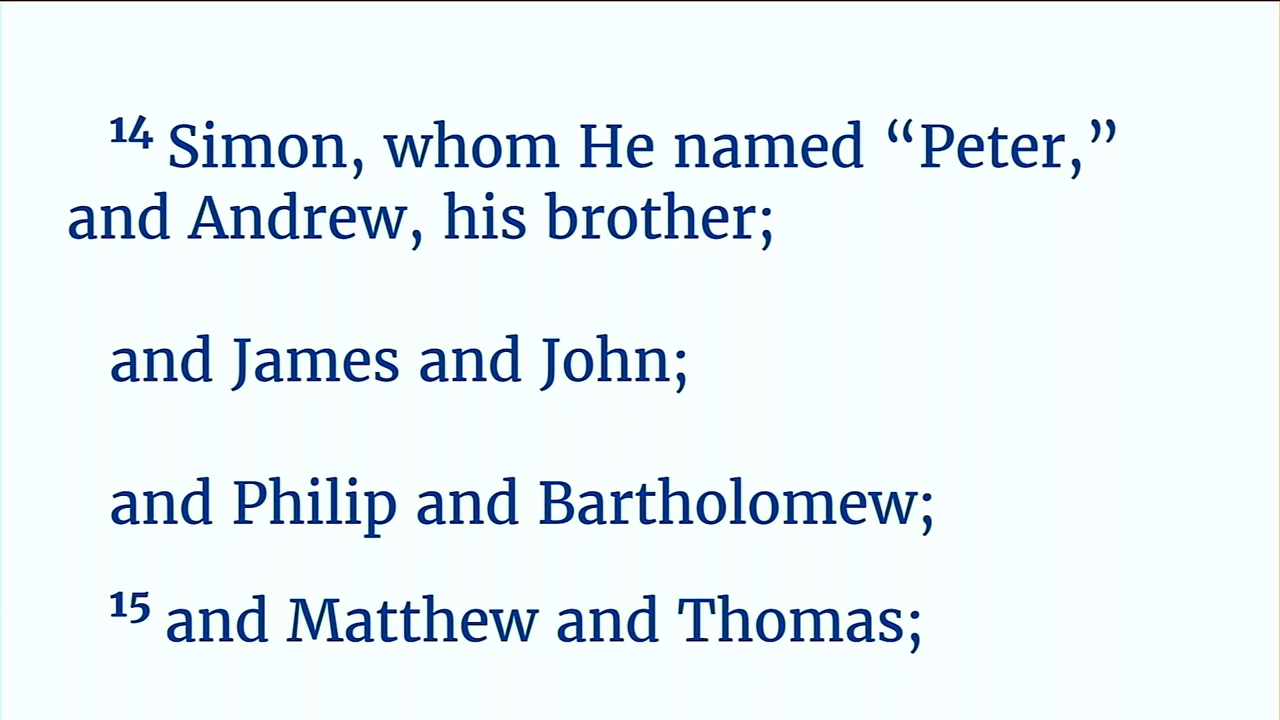 14 Simon, whom He named “Peter,”
and Andrew, his brother;
and James and John;
and Philip and Bartholomew;
15 and Matthew and Thomas;